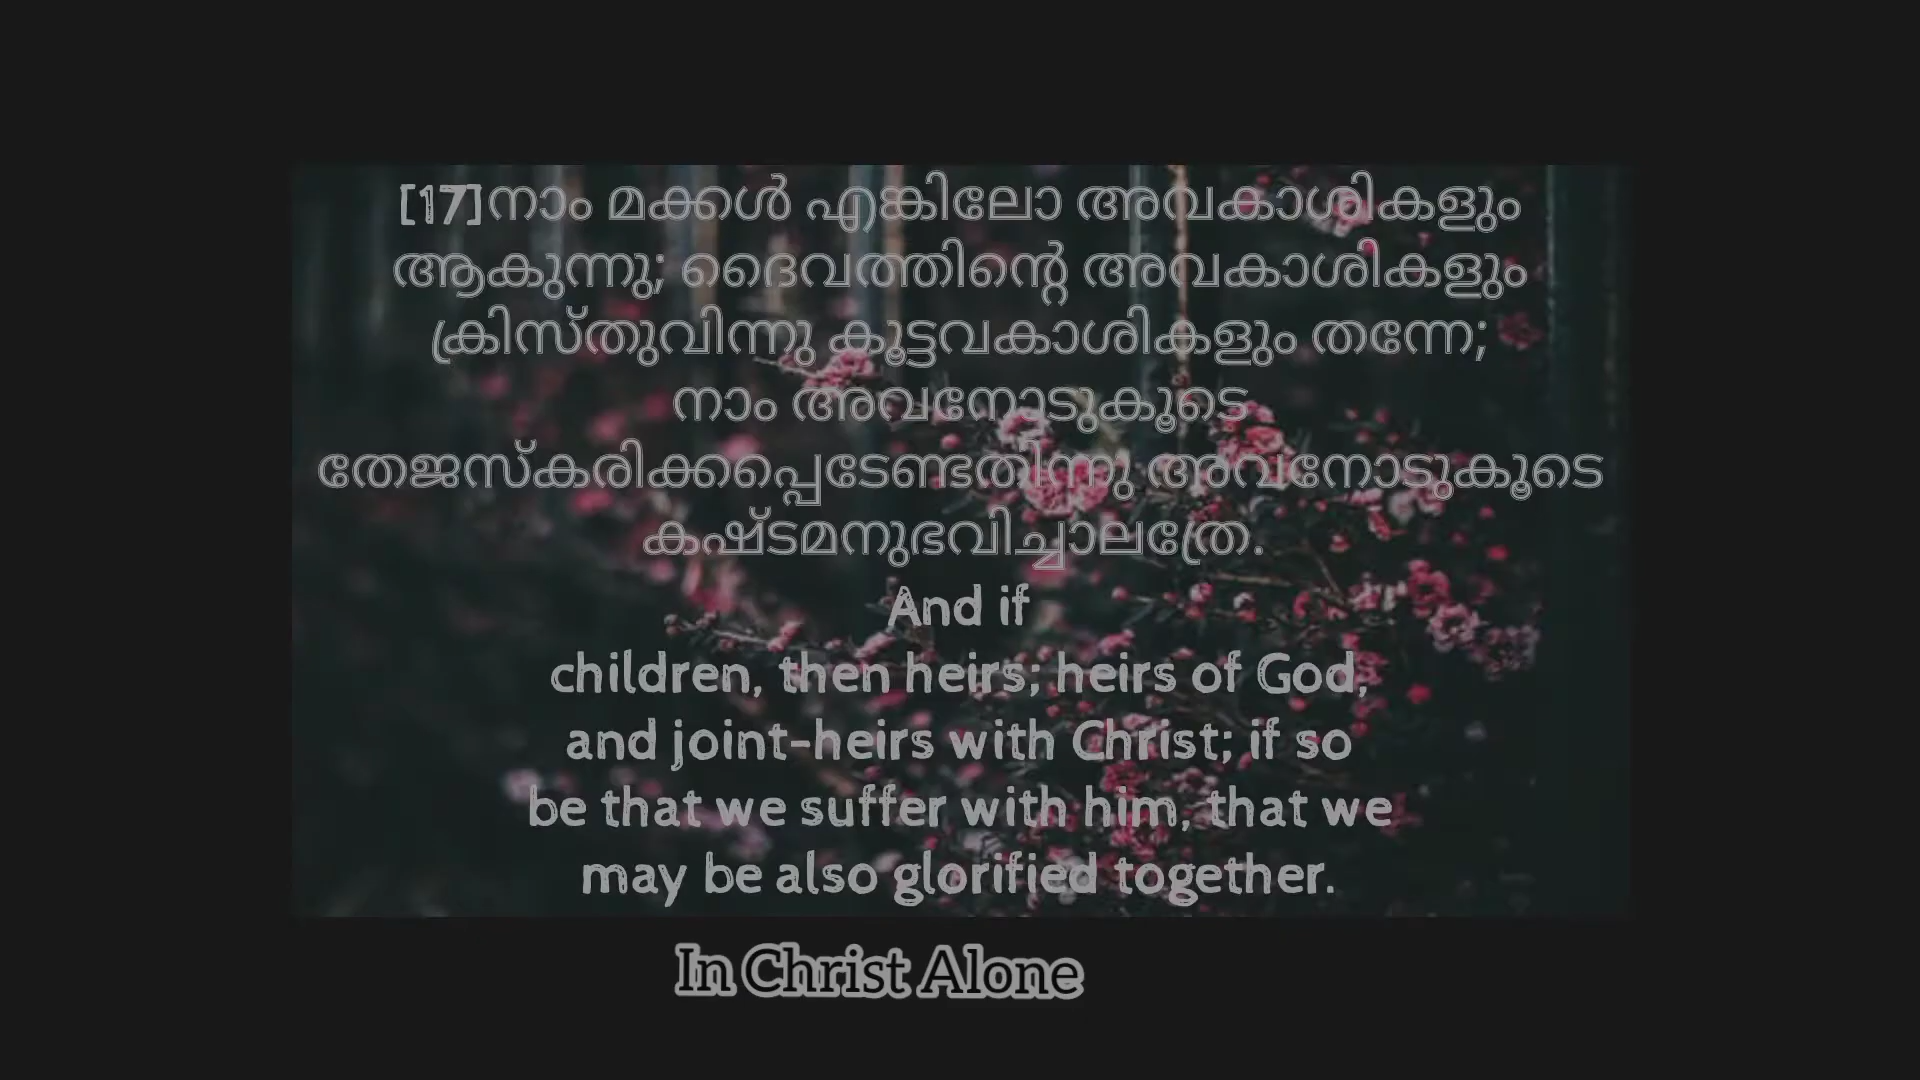 [17]നാം മക്കൾ എങ്കിലോ അവകാശികളും
ആകുന്നു; ദൈവത്തിന്റെ അവകാശികളും
ക്രിസ്തുവിന്നു കൂട്ടവകാശികളും തന്നേ;
നാം അവനോടുകൂടെ
തേജസ്കരിക്കപ്പെടേണ്ടതിന്നു അവനോടുകൂടെ
കഷ്ടമനുഭവിച്ചാലത്രേ.
And if
children, then heirs; heirs of God,
and joint-heirs with Christ; if so
be that we suffer with him, that we
may be also glorified together.
In Christ Alone